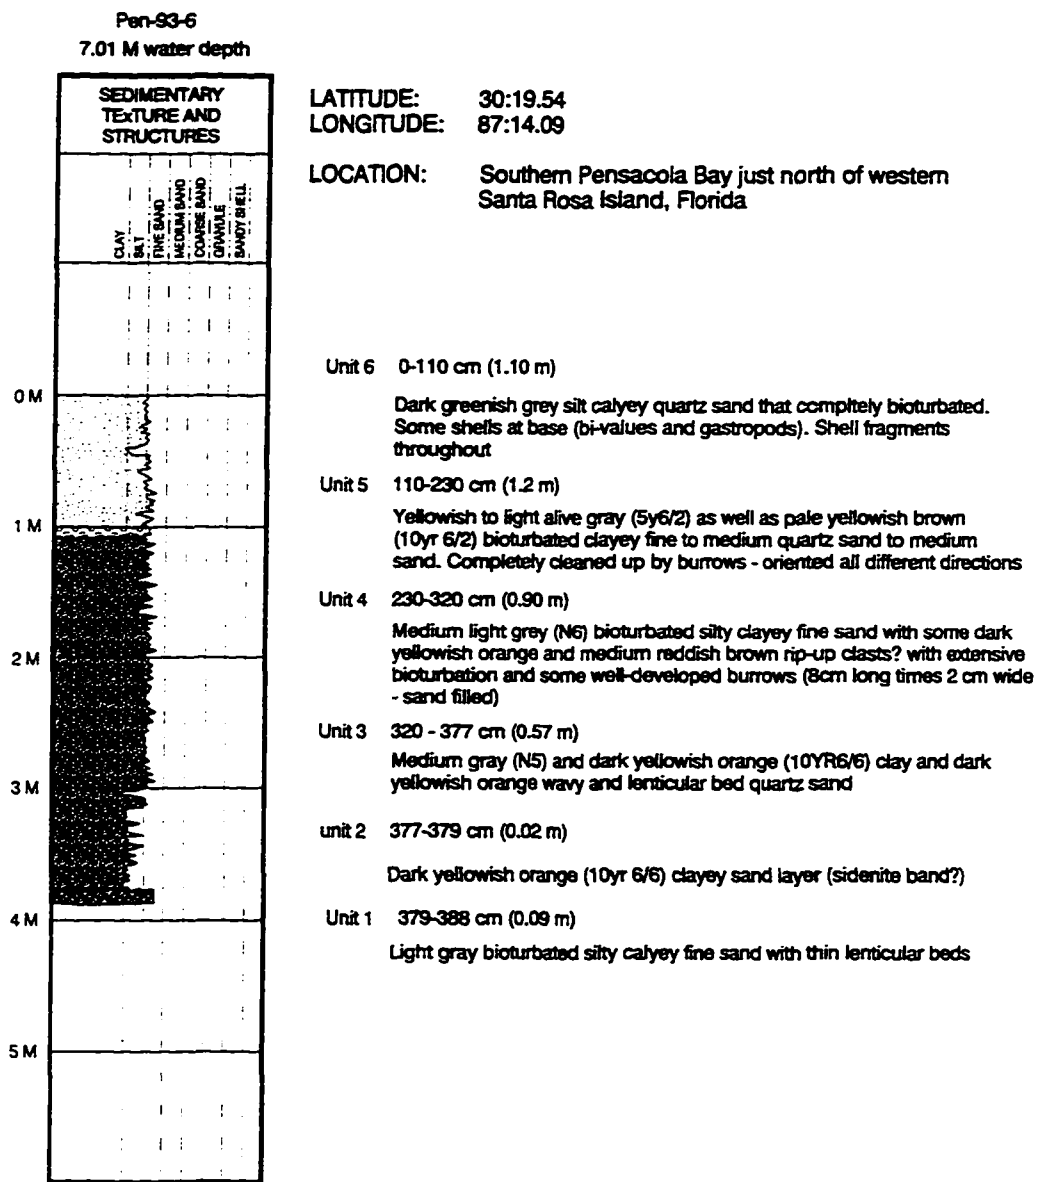 Pen-93-6
7.01 M water depth
SEDIMENTARY
TEXTURE AND
STRUCTURES
CLAY
SILT
FINE SAND
MEDIUM SAND
COARSE SAND
GRANULE
SANDY SHELL
LATITUDE: 30:19.54
LONGITUDE: 87:14.09
LOCATION: Southern Pensacola Bay just north of western
Santa Rosa Island, Florida
0 M
1 M
2 M
3 M
4 M
5 M
Unit 6 0-110 cm (1.10 m)
Dark greenish grey silt calyey quartz sand that compltely bioturbated.
Some shells at base (bi-values and gastropods). Shell fragments
throughout
Unit 5 110-230 cm (1.2 m)
Yellowish to light alive gray (5y6/2) as well as pale yellowish brown
(10yr 6/2) bioturbated clayey fine to medium quartz sand to medium
sand. Completely cleaned up by burrows - oriented all different directions
Unit 4 230-320 cm (0.90 m)
Medium light grey (N6) bioturbated silty clayey fine sand with some dark
yellowish orange and medium reddish brown rip-up clasts? with extensive
bioturbation and some well-developed burrows (8cm long times 2 cm wide
- sand filled)
Unit 3 320 - 377 cm (0.57 m)
Medium gray (N5) and dark yellowish orange (10YR6/6) clay and dark
yellowish orange wavy and lenticular bed quartz sand
unit 2 377-379 cm (0.02 m)
Dark yellowish orange (10yr 6/6) clayey sand layer (sidenite band?)
Unit 1 379-388 cm (0.09 m)
Light gray bioturbated silty calyey fine sand with thin lenticular beds